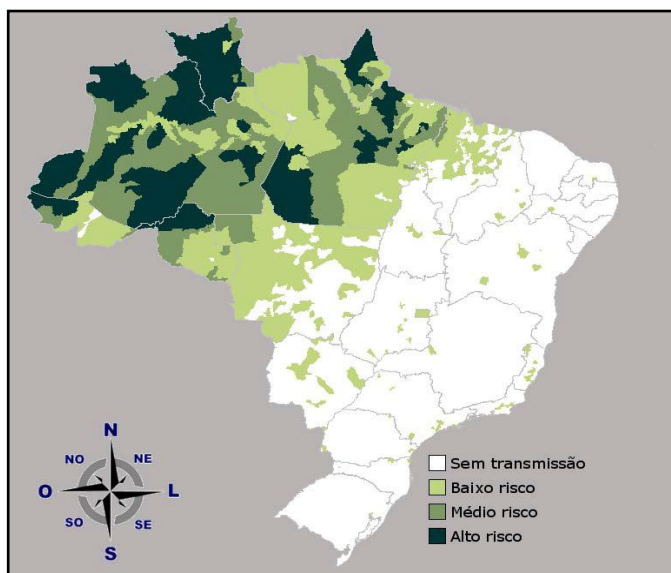 N
NO
NE
O
L
SO
SE
S
Sem transmissão
Baixo risco
Médio risco
Alto risco